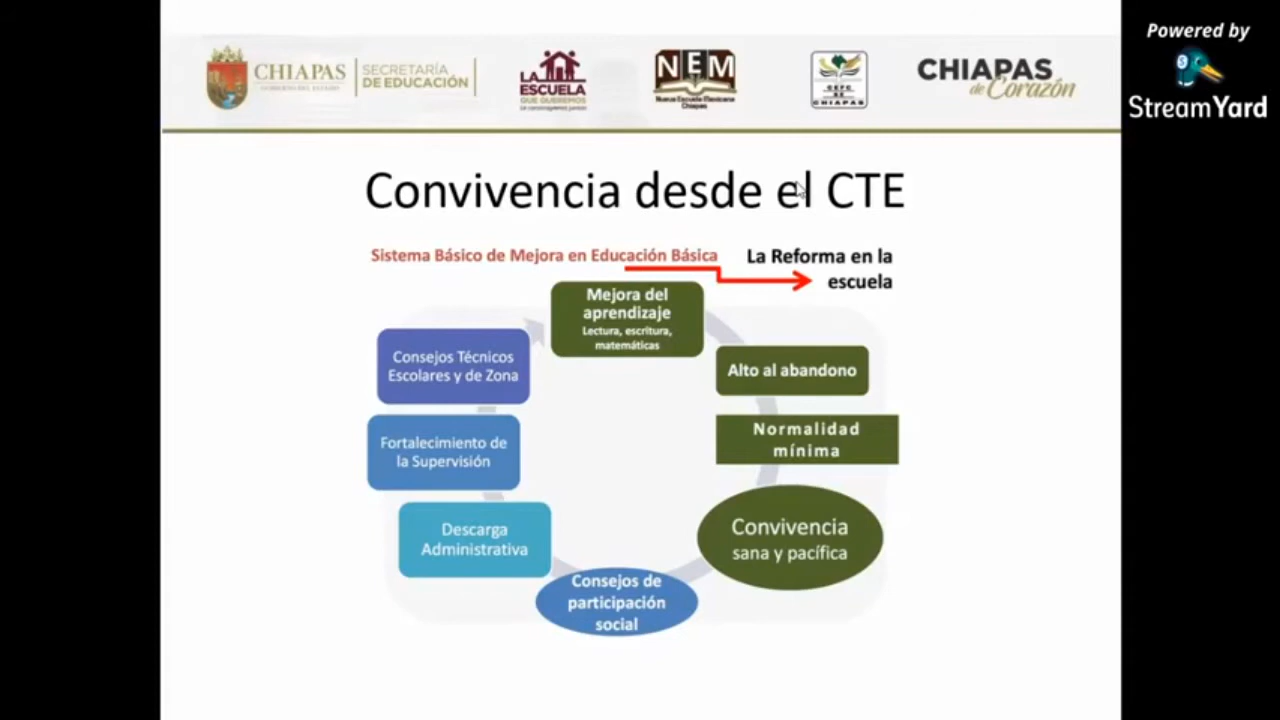 Powered by
StreamYard
CHIAPAS
GOBIERNO DEL ESTADO
SECRETARÍA
DE EDUCACIÓN
LA
ESCUELA
QUE QUEREMOS
NEM
Nueva Escuela Mexicana
Chiapas
CHIAPAS
CHIAPAS
de Corazón
Convivencia desde el CTE
Sistema Básico de Mejora en Educación Básica
La Reforma en la
escuela
Mejora del
aprendizaje
Lectura, escritura,
matemáticas
Consejos Técnicos
Escolares y de Zona
Alto al abandono
Fortalecimiento de
la Supervisión
Normalidad
mínima
Descarga
Administrativa
Convivencia
sana y pacífica
Consejos de
participación
social